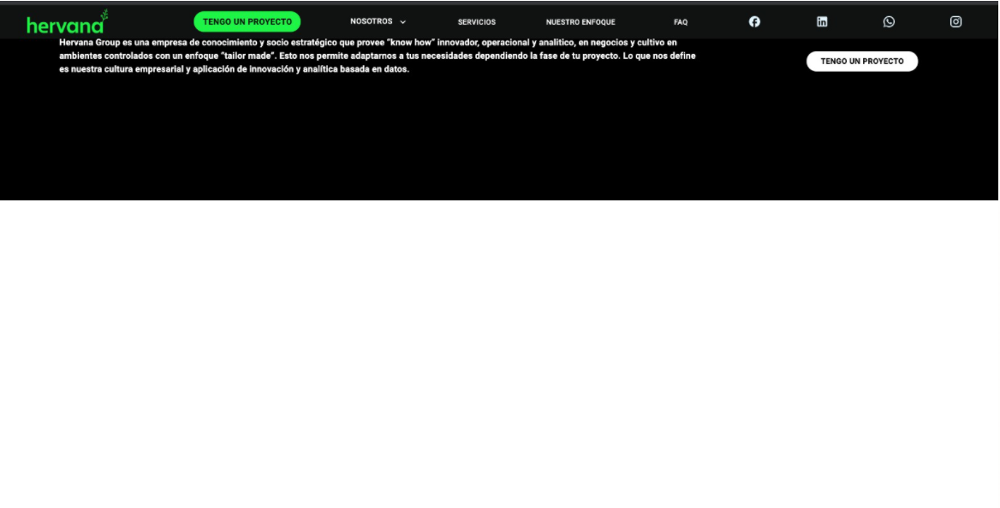 hervana
TENGO UN PROYECTO
NOSOTROS
SERVICIOS
NUESTRO ENFOQUE
FAQ
Hervana Group es una empresa de conocimiento y socio estratégico que provee “know how” innovador, operacional y analitico, en negocios y cultivo en
ambientes controlados con un enfoque “tailor made”. Esto nos permite adaptarnos a tus necesidades dependiendo la fase de tu proyecto. Lo que nos define
es nuestra cultura empresarial y aplicación de innovación y analítica basada en datos.
TENGO UN PROYECTO